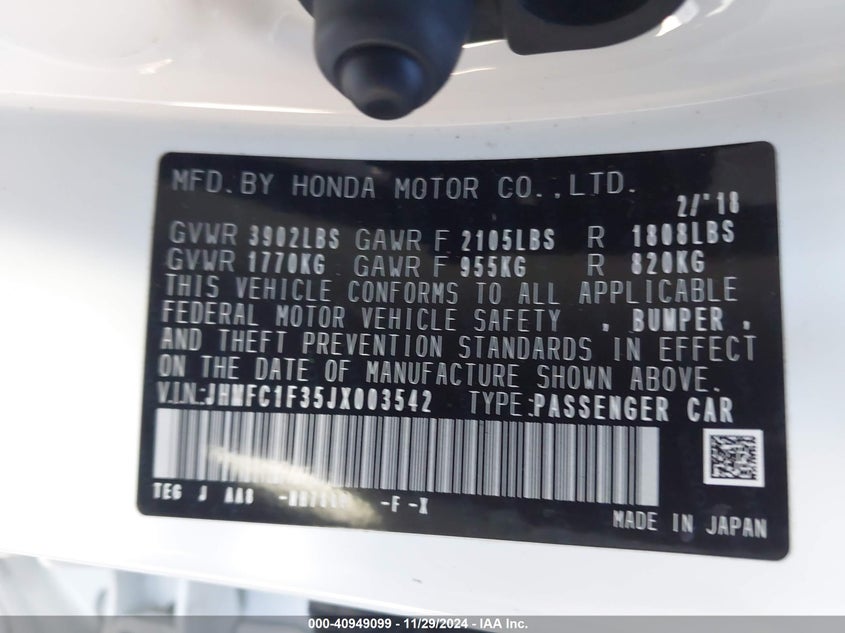 MFD. BY HONDA MOTOR CO., LTD. 2/'18
GVWR 3902LBS GAWR F 2105LBS R 1808LBS
GVWR 1770KG GAWR F 955KG R 820KG
THIS VEHICLE CONFORMS TO ALL APPLICABLE
FEDERAL MOTOR VEHICLE SAFETY , BUMPER ,
AND THEFT PREVENTION STANDARDS IN EFFECT
ON THE DATE OF MANUFACTURE SHOWN ABOVE.
V.I.N.:JHMFC1F35JX003542 TYPE:PASSENGER CAR
TEG J AA8 -F -X
MADE IN JAPAN
000-40949099 - 11/29/2024 - IAA Inc.